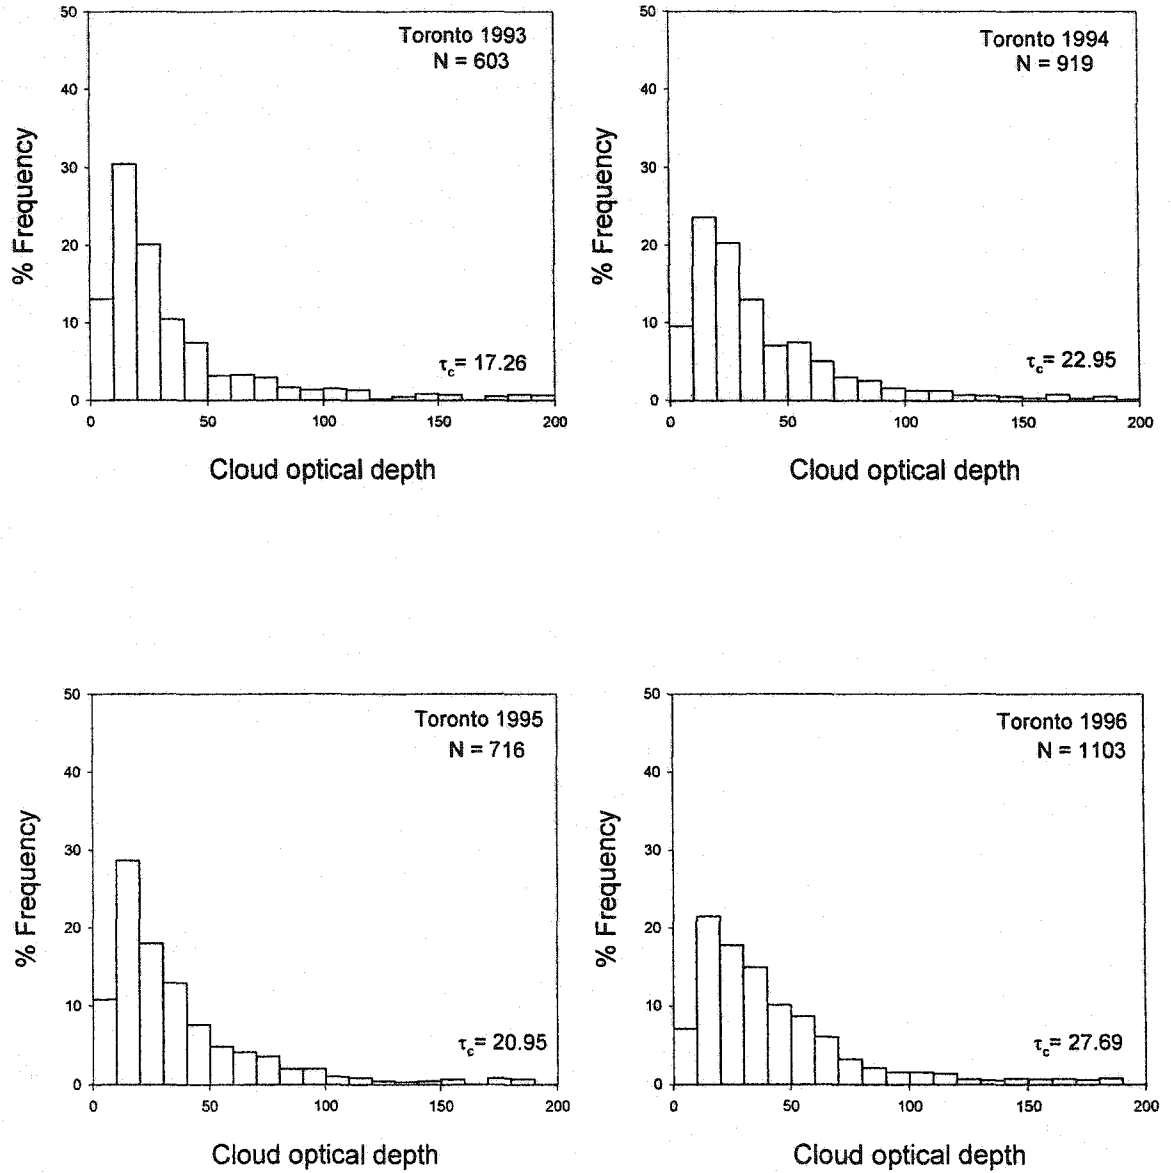 50
Toronto 1993
N = 603
40
30
20
10
0
% Frequency
τc= 17.26
0 50 100 150 200
Cloud optical depth
50
Toronto 1994
N = 919
40
30
20
10
0
% Frequency
τc= 22.95
0 50 100 150 200
Cloud optical depth
50
Toronto 1995
N = 716
40
30
20
10
0
% Frequency
τc= 20.95
0 50 100 150 200
Cloud optical depth
50
Toronto 1996
N = 1103
40
30
20
10
0
% Frequency
τc= 27.69
0 50 100 150 200
Cloud optical depth